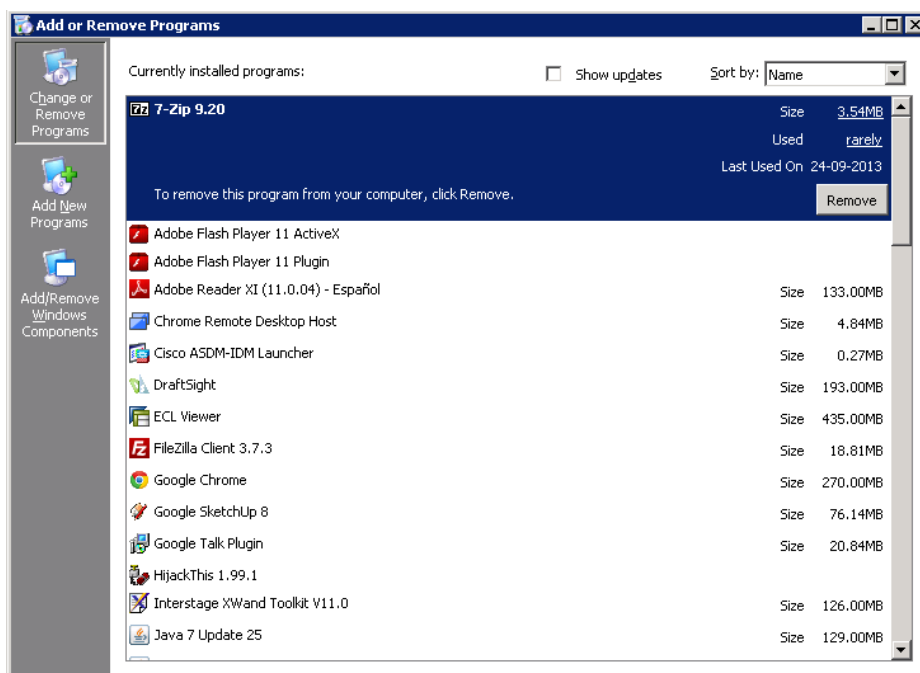 Add or Remove Programs
Change or
Remove
Programs
Add New
Programs
Add/Remove
Windows
Components
Currently installed programs:
Show updates
Sort by: Name
7-Zip 9.20
Size 3.54MB
Used rarely
Last Used On 24-09-2013
To remove this program from your computer, click Remove.
Remove
Adobe Flash Player 11 ActiveX
Adobe Flash Player 11 Plugin
Adobe Reader XI (11.0.04) - Español Size 133.00MB
Chrome Remote Desktop Host Size 4.84MB
Cisco ASDM-IDM Launcher Size 0.27MB
DraftSight Size 193.00MB
ECL Viewer Size 435.00MB
FileZilla Client 3.7.3 Size 18.81MB
Google Chrome Size 270.00MB
Google SketchUp 8 Size 76.14MB
Google Talk Plugin Size 20.84MB
HijackThis 1.99.1
Interstage XWand Toolkit V11.0 Size 126.00MB
Java 7 Update 25 Size 129.00MB